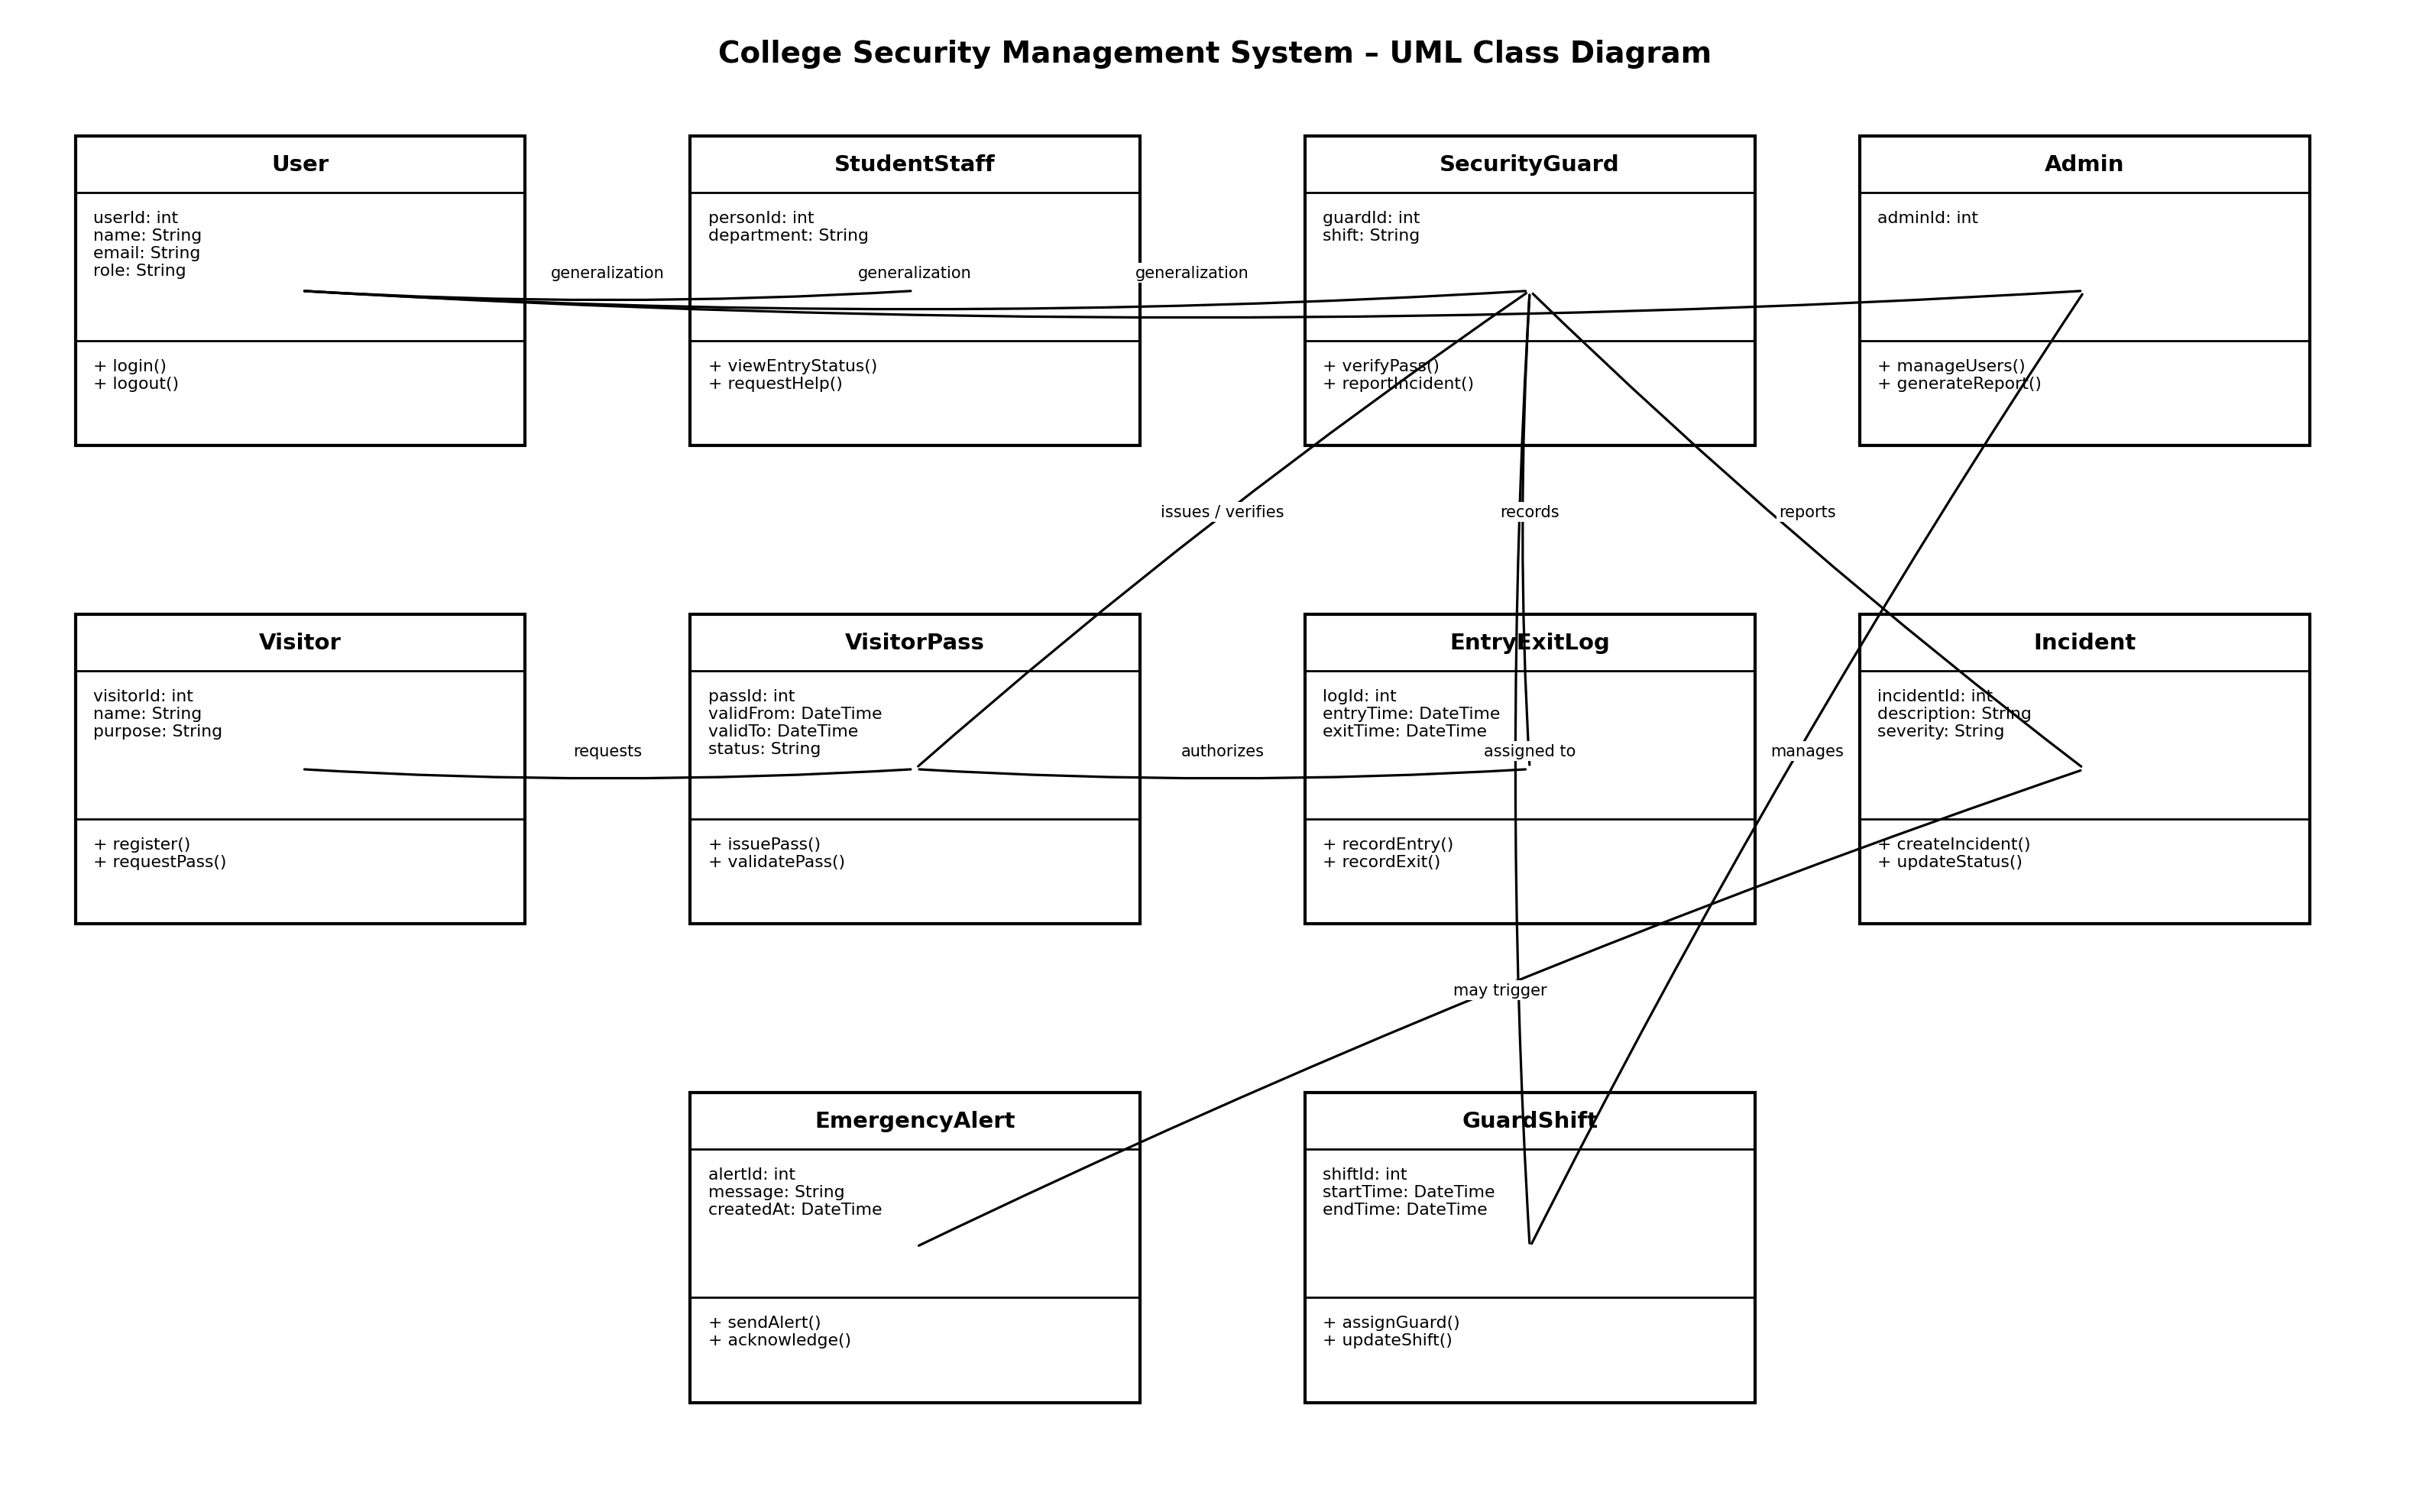 College Security Management System – UML Class Diagram
User
userId: int
name: String
email: String
role: String
+ login()
+ logout()
StudentStaff
personId: int
department: String
+ viewEntryStatus()
+ requestHelp()
SecurityGuard
guardId: int
shift: String
+ verifyPass()
+ reportIncident()
Admin
adminId: int
+ manageUsers()
+ generateReport()
generalization
generalization
generalization
issues / verifies
records
reports
Visitor
visitorId: int
name: String
purpose: String
+ register()
+ requestPass()
requests
VisitorPass
passId: int
validFrom: DateTime
validTo: DateTime
status: String
+ issuePass()
+ validatePass()
authorizes
EntryExitLog
logId: int
entryTime: DateTime
exitTime: DateTime
+ recordEntry()
+ recordExit()
assigned to
manages
Incident
incidentId: int
description: String
severity: String
+ createIncident()
+ updateStatus()
may trigger
EmergencyAlert
alertId: int
message: String
createdAt: DateTime
+ sendAlert()
+ acknowledge()
GuardShift
shiftId: int
startTime: DateTime
endTime: DateTime
+ assignGuard()
+ updateShift()